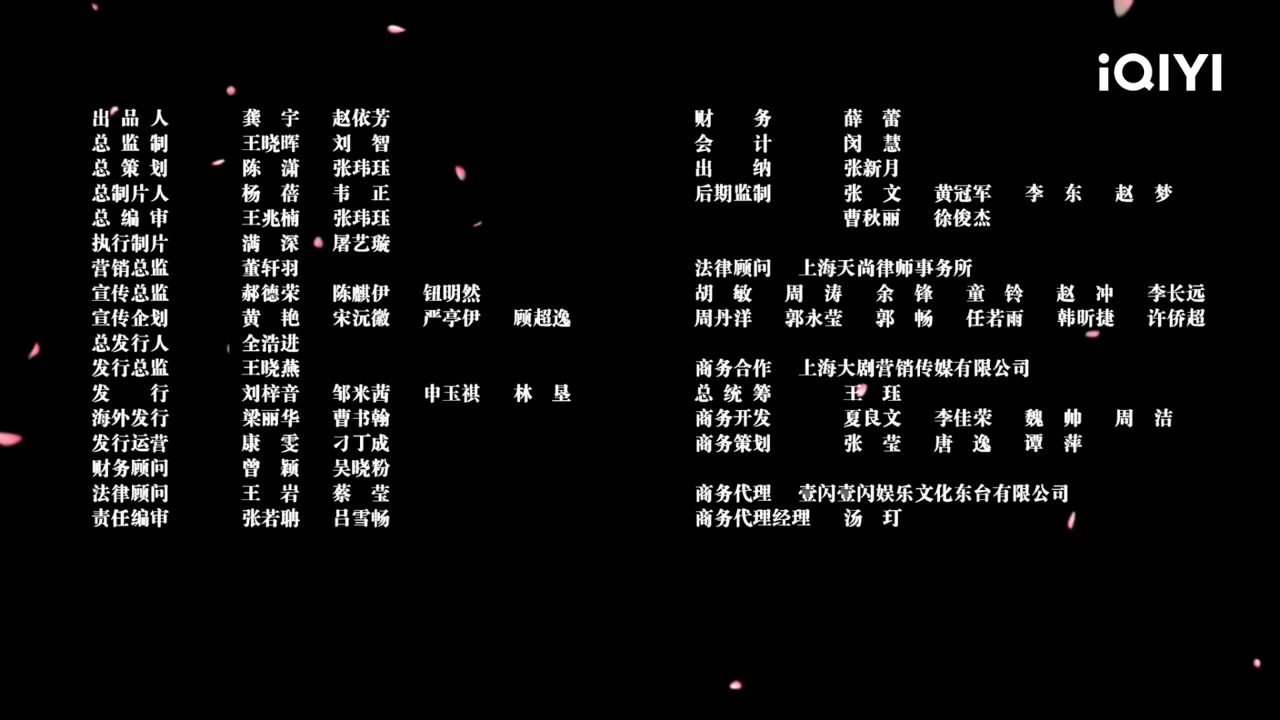 iQIYI
出品人 龚宇 赵依芳
总监制 王晓晖 刘智
总策划 陈潇 张玮珏
总制片人 杨蓓 韦正
总编审 王兆楠 张玮珏
执行制片 满深 屠艺璇
营销总监 董轩羽
宣传总监 郝德荣 陈麒伊 钮明然
宣传企划 黄艳 宋沅徽 严亭伊 顾超逸
总发行人 全浩进
发行总监 王晓燕
发行 刘梓音 邹米茜 申玉祺 林垦
海外发行 梁丽华 曹书翰
发行运营 康雯 刁丁成
财务顾问 曾颖 吴晓粉
法律顾问 王岩 蔡莹
责任编审 张若聃 吕雪畅
财务 薛蕾
会计 闵慧
出纳 张新月
后期监制 张文 黄冠军 李东 赵梦
曹秋丽 徐俊杰
法律顾问 上海天尚律师事务所
胡敏 周涛 余锋 童铃 赵冲 李长远
周丹洋 郭永莹 郭畅 任若雨 韩昕捷 许侨超
商务合作 上海大剧营销传媒有限公司
总统筹 王珏
商务开发 夏良文 李佳荣 魏帅 周洁
商务策划 张莹 唐逸 谭萍
商务代理 壹闪壹闪娱乐文化东台有限公司
商务代理经理 汤玎